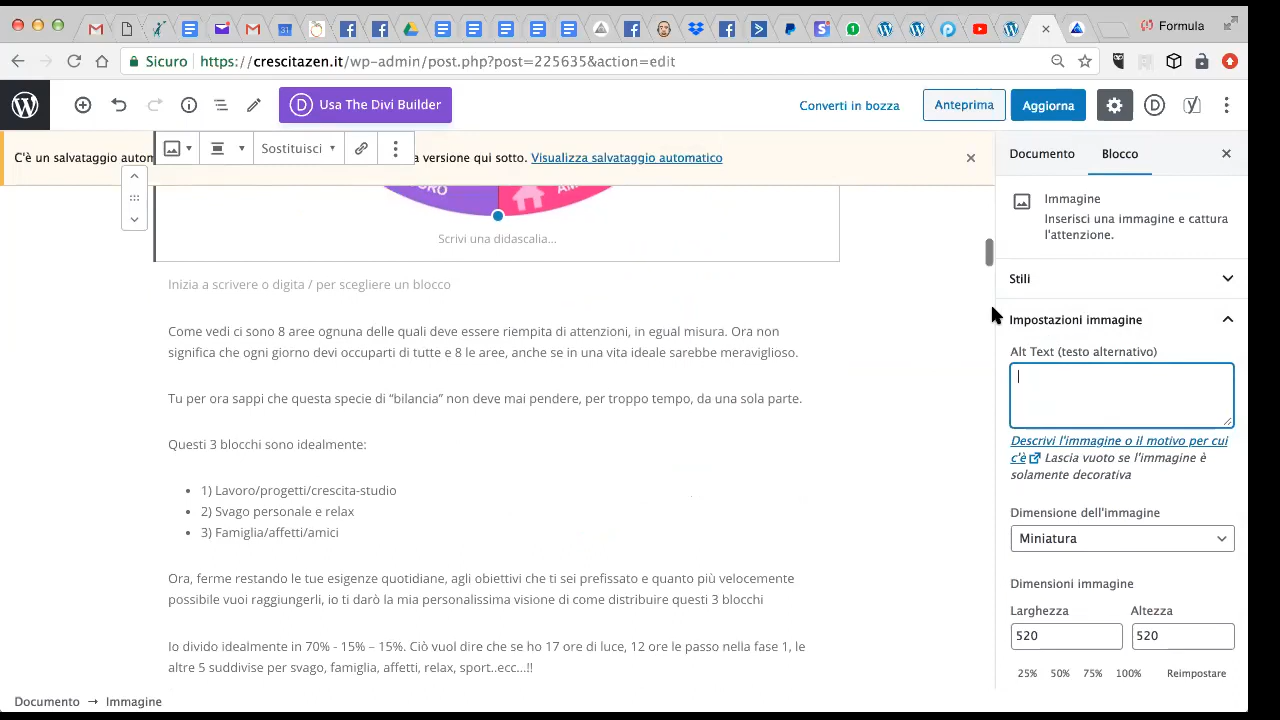 Formula
Sicuro https://crescitazen.it/wp-admin/post.php?post=225635&action=edit
Usa The Divi Builder
Converti in bozza
Anteprima
Aggiorna
C'è un salvataggio autom
a versione qui sotto. Visualizza salvataggio automatico
Sostituisci
Documento
Blocco
Immagine
Inserisci una immagine e cattura
l'attenzione.
Scrivi una didascalia...
Inizia a scrivere o digita / per scegliere un blocco
Come vedi ci sono 8 aree ognuna delle quali deve essere riempita di attenzioni, in egual misura. Ora non
significa che ogni giorno devi occuparti di tutte e 8 le aree, anche se in una vita ideale sarebbe meraviglioso.
Tu per ora sappi che questa specie di “bilancia” non deve mai pendere, per troppo tempo, da una sola parte.
Questi 3 blocchi sono idealmente:
1) Lavoro/progetti/crescita-studio
2) Svago personale e relax
3) Famiglia/affetti/amici
Ora, ferme restando le tue esigenze quotidiane, agli obiettivi che ti sei prefissato e quanto più velocemente
possibile vuoi raggiungerli, io ti darò la mia personalissima visione di come distribuire questi 3 blocchi
Io divido idealmente in 70% - 15% – 15%. Ciò vuol dire che se ho 17 ore di luce, 12 ore le passo nella fase 1, le
altre 5 suddivise per svago, famiglia, affetti, relax, sport..ecc...!!
Stili
Impostazioni immagine
Alt Text (testo alternativo)
Descrivi l'immagine o il motivo per cui
c'è Lascia vuoto se l'immagine è
solamente decorativa
Dimensione dell'immagine
Miniatura
Dimensioni immagine
Larghezza Altezza
520 520
25% 50% 75% 100% Reimpostare
Documento → Immagine